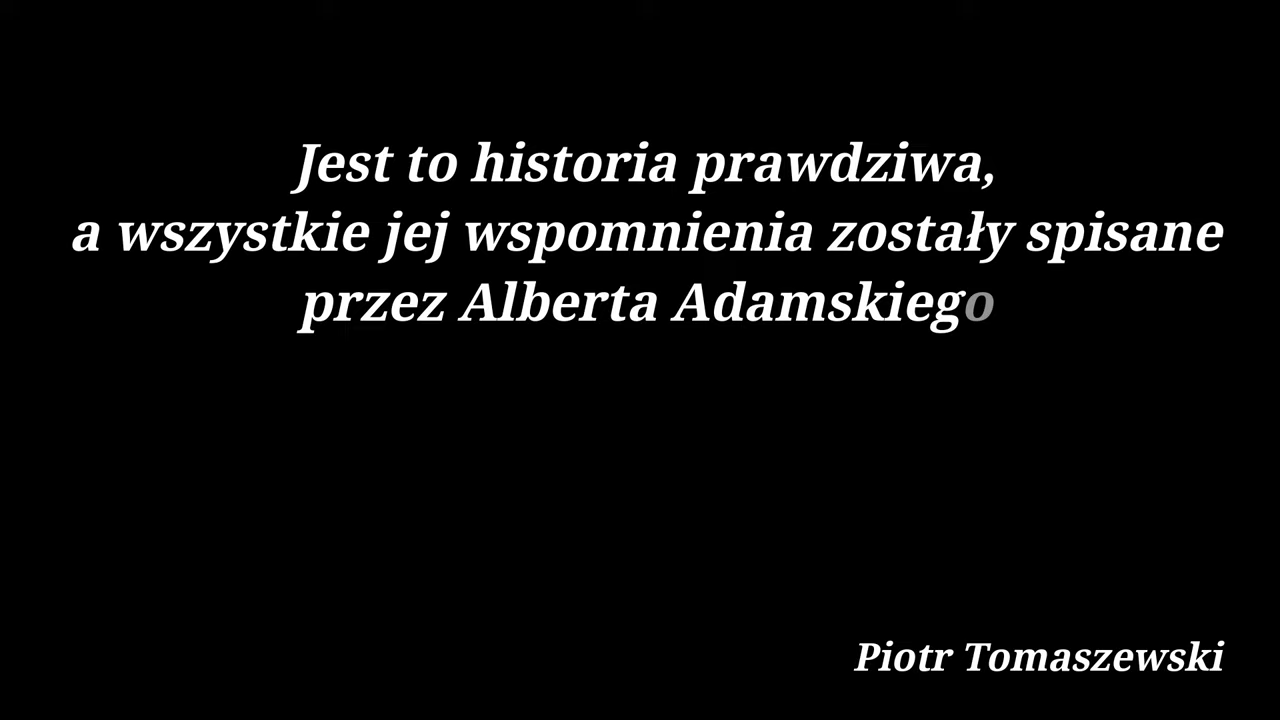 Jest to historia prawdziwa,
a wszystkie jej wspomnienia zostały spisane
przez Alberta Adamskiego
Piotr Tomaszewski